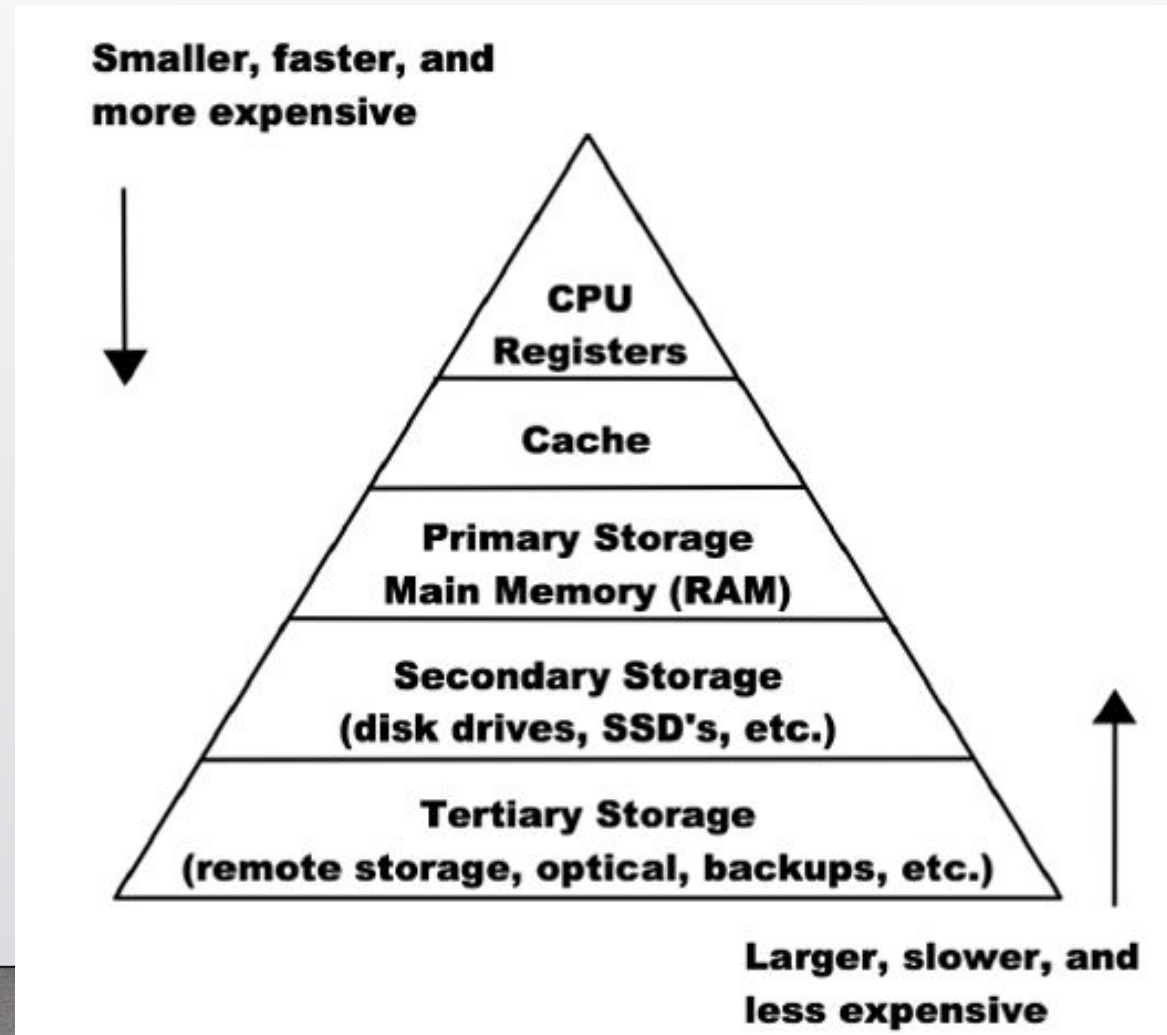 Smaller, faster, and
more expensive
CPU
Registers
Cache
Primary Storage
Main Memory (RAM)
Secondary Storage
(disk drives, SSD's, etc.)
Tertiary Storage
(remote storage, optical, backups, etc.)
Larger, slower, and
less expensive